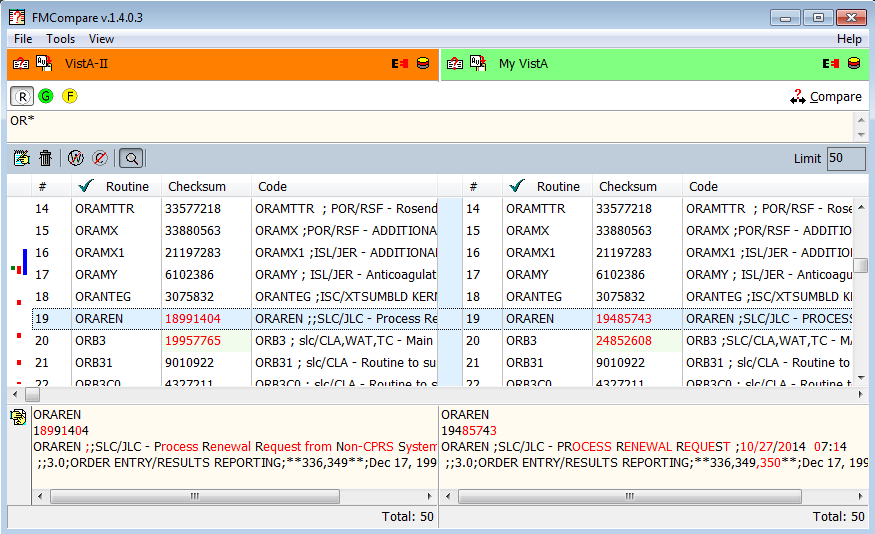 FMCompare v.1.4.0.3
File Tools View Help
VistA-II E My VistA E
R G F Compare
OR*
Limit 50
# Routine Checksum Code # Routine Checksum Code
14 ORAMTTR 33577218 ORAMTTR ; POR/RSF - Rosend 14 ORAMTTR 33577218 ORAMTTR ; POR/RSF - Rose
15 ORAMX 33880563 ORAMX ;POR/RSF - ADDITIONAL 15 ORAMX 33880563 ORAMX ;POR/RSF - ADDITION
16 ORAMX1 21197283 ORAMX1 ;ISL/JER - ADDITIONAL 16 ORAMX1 21197283 ORAMX1 ;ISL/JER - ADDITIONA
17 ORAMY 6102386 ORAMY ; ISL/JER - Anticoagulat 17 ORAMY 6102386 ORAMY ; ISL/JER - Anticoagula
18 ORANTEG 3075832 ORANTEG ;ISC/XTSUMBLD KERN 18 ORANTEG 3075832 ORANTEG ;ISC/XTSUMBLD KE
19 ORAREN 18991404 ORAREN ;;SLC/JLC - Process Re 19 ORAREN 19485743 ORAREN ;SLC/JLC - PROCESS
20 ORB3 19957765 ORB3 ; slc/CLA,WAT,TC - Main 20 ORB3 24852608 ORB3 ; slc/CLA,WAT,TC - MA
21 ORB31 9010922 ORB31 ; slc/CLA - Routine to su 21 ORB31 9010922 ORB31 ; slc/CLA - Routine to
22 ORB3C0 4327211 ORB3C0 ; slc/CLA - Routine to 22 ORB3C0 4327211 ORB3C0 ; slc/CLA - Routine t
ORAREN ORAREN
18991404 19485743
ORAREN ;;SLC/JLC - Process Renewal Request from Non-CPRS System ORAREN ;SLC/JLC - PROCESS RENEWAL REQUEST ;10/27/2014 07:14
;;3.0;ORDER ENTRY/RESULTS REPORTING;**336,349**;Dec 17, 199 ;;3.0;ORDER ENTRY/RESULTS REPORTING;**336,349,350**;Dec 17, 199
Total: 50 Total: 50